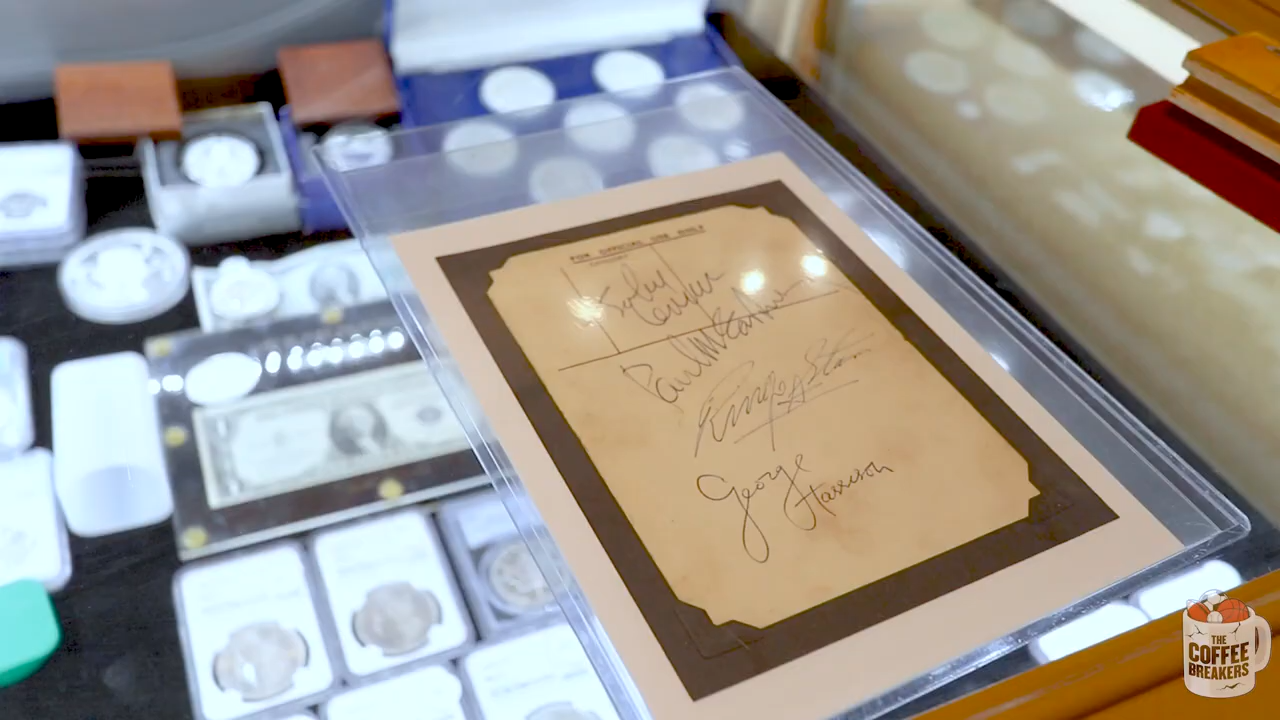 FOR OFFICIAL USE ONLY
John
Lennon
Paul McCartney
Ringo Starr
George
Harrison
THE
COFFEE
BREAKERS